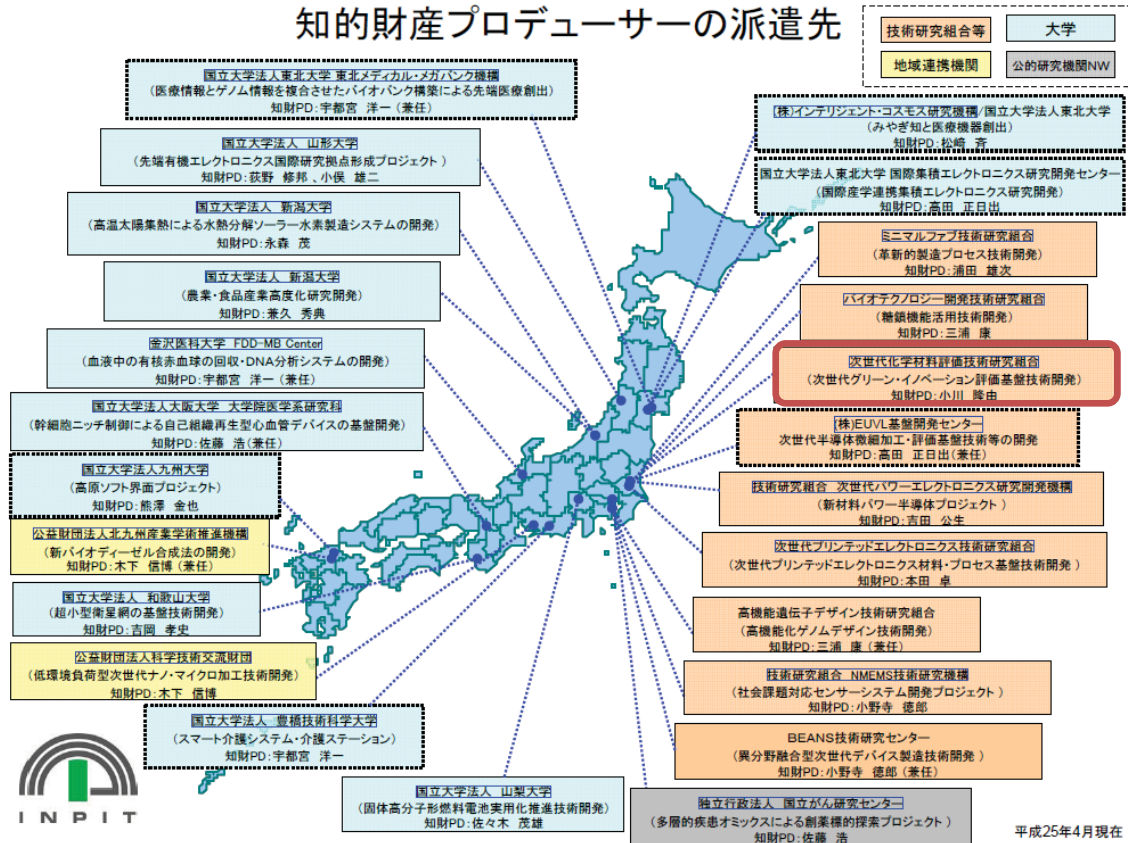 知的財産プロデューサーの派遣先
技術研究組合等
大学
地域連携機関
公的研究機関NW
国立大学法人東北大学 東北メディカル・メガバンク機構
(医療情報とゲノム情報を複合させたバイオバンク構築による先端医療創出)
知財PD:宇都宮 洋一(兼任)
国立大学法人 山形大学
(先端有機エレクトロニクス国際研究拠点形成プロジェクト)
知財PD:荻野 修邦、小俣 雄二
国立大学法人 新潟大学
(高温太陽集熱による水熱分解ソーラー水素製造システムの開発)
知財PD:永森 茂
国立大学法人 新潟大学
(農業・食品産業高度化研究開発)
知財PD:兼久 秀典
金沢医科大学 FDD-MB Center
(血液中の有核赤血球の回収・DNA分析システムの開発)
知財PD:宇都宮 洋一(兼任)
国立大学法人大阪大学 大学院医学系研究科
(幹細胞ニッチ制御による自己組織再生型心血管デバイスの基盤開発)
知財PD:佐藤 浩(兼任)
国立大学法人九州大学
(高原ソフト界面プロジェクト)
知財PD:熊澤 金也
公益財団法人北九州産業学術推進機構
(新バイオディーゼル合成法の開発)
知財PD:木下 信博(兼任)
国立大学法人 和歌山大学
(超小型衛星網の基盤技術開発)
知財PD:吉岡 孝史
公益財団法人科学技術交流財団
(低環境負荷型次世代ナノ・マイクロ加工技術開発)
知財PD:木下 信博
国立大学法人 豊橋技術科学大学
(スマート介護システム・介護ステーション)
知財PD:宇都宮 洋一
国立大学法人 山梨大学
(固体高分子形燃料電池実用化推進技術開発)
知財PD:佐々木 茂雄
(株)インテリジェント・コスモス研究機構/国立大学法人東北大学
(みやぎ知と医療機器創出)
知財PD:松﨑 斉
国立大学法人東北大学 国際集積エレクトロニクス研究開発センター
(国際産学連携集積エレクトロニクス研究開発)
知財PD:高田 正日出
ミニマルファブ技術研究組合
(革新的製造プロセス技術開発)
知財PD:浦田 雄次
バイオテクノロジー開発技術研究組合
(糖鎖機能活用技術開発)
知財PD:三浦 康
次世代化学材料評価技術研究組合
(次世代グリーン・イノベーション評価基盤技術開発)
知財PD:小川 隆由
(株)EUVL基盤開発センター
次世代半導体微細加工・評価基盤技術等の開発
知財PD:高田 正日出(兼任)
技術研究組合 次世代パワーエレクトロニクス研究開発機構
(新材料パワー半導体プロジェクト)
知財PD:吉田 公生
次世代プリンテッドエレクトロニクス技術研究組合
(次世代プリンテッドエレクトロニクス材料・プロセス基盤技術開発)
知財PD:本田 卓
高機能遺伝子デザイン技術研究組合
(高機能化ゲノムデザイン技術開発)
知財PD:三浦 康(兼任)
技術研究組合 NMEMS技術研究機構
(社会課題対応センサーシステム開発プロジェクト)
知財PD:小野寺 徳郎
BEANS技術研究センター
(異分野融合型次世代デバイス製造技術開発)
知財PD:小野寺 徳郎(兼任)
独立行政法人 国立がん研究センター
(多層的疾患オミックスによる創薬標的探索プロジェクト)
知財PD:佐藤 浩
INPIT
平成25年4月現在